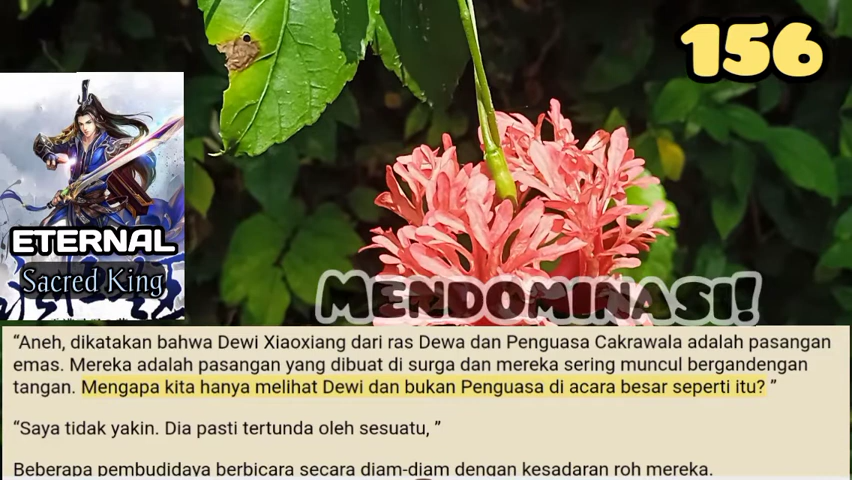 156
ETERNAL
Sacred King
MENDOMINASI!
“Aneh, dikatakan bahwa Dewi Xiaoxiang dari ras Dewa dan Penguasa Cakrawala adalah pasangan
emas. Mereka adalah pasangan yang dibuat di surga dan mereka sering muncul bergandengan
tangan. Mengapa kita hanya melihat Dewi dan bukan Penguasa di acara besar seperti itu? ”
“Saya tidak yakin. Dia pasti tertunda oleh sesuatu, ”
Beberapa pembudidaya berbicara secara diam-diam dengan kesadaran roh mereka.